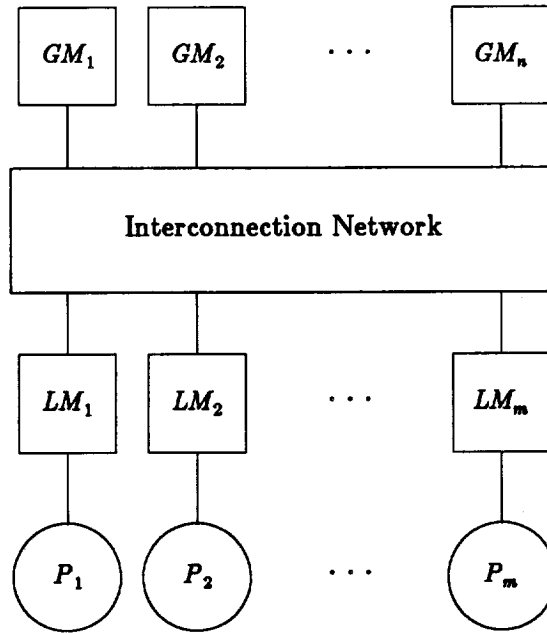 GM₁ GM₂ · · · GMₙ
Interconnection Network
LM₁ LM₂ · · · LMₘ
P₁ P₂ · · · Pₘ